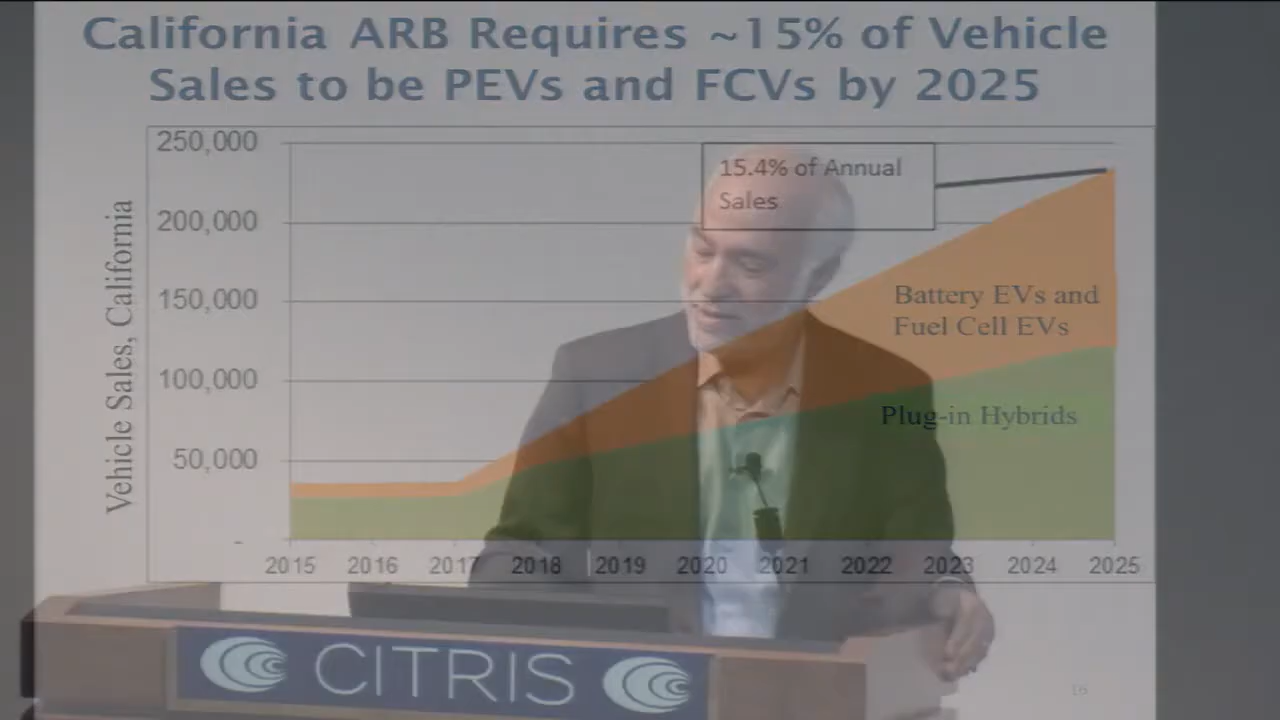 California ARB Requires ~15% of Vehicle
Sales to be PEVs and FCVs by 2025
250,000
200,000
150,000
100,000
50,000
-
Vehicle Sales, California
15.4% of Annual
Sales
Battery EVs and
Fuel Cell EVs
Plug-in Hybrids
2015 2016 2017 2018 2019 2020 2021 2022 2023 2024 2025
CITRIS
16